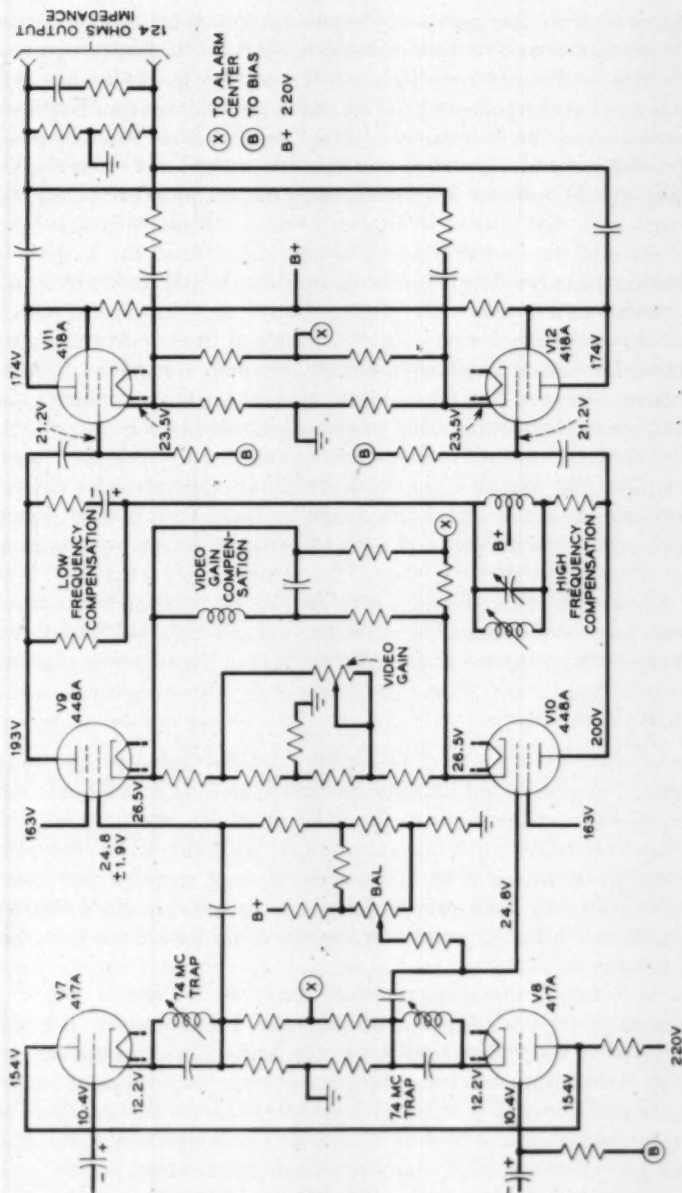 124 OHMS OUTPUT
IMPEDANCE
X TO ALARM
CENTER
B TO BIAS
B+ 220V
174V
V11
418A
21.2V
23.5V
B+
X
B
B
23.5V
21.2V
V12
418A
174V
LOW
FREQUENCY
COMPENSATION
- +
VIDEO
GAIN
COMPEN-
SATION
X
B+
HIGH
FREQUENCY
COMPENSATION
193V
V9
448A
163V
24.8
±1.9V
26.5V
VIDEO
GAIN
26.5V
V10
448A
163V
200V
B+
BAL
24.8V
V7
417A
154V
10.4V
12.2V
74 MC
TRAP
X
74 MC
TRAP
12.2V
V8
417A
10.4V
154V
220V
- +
- +
B